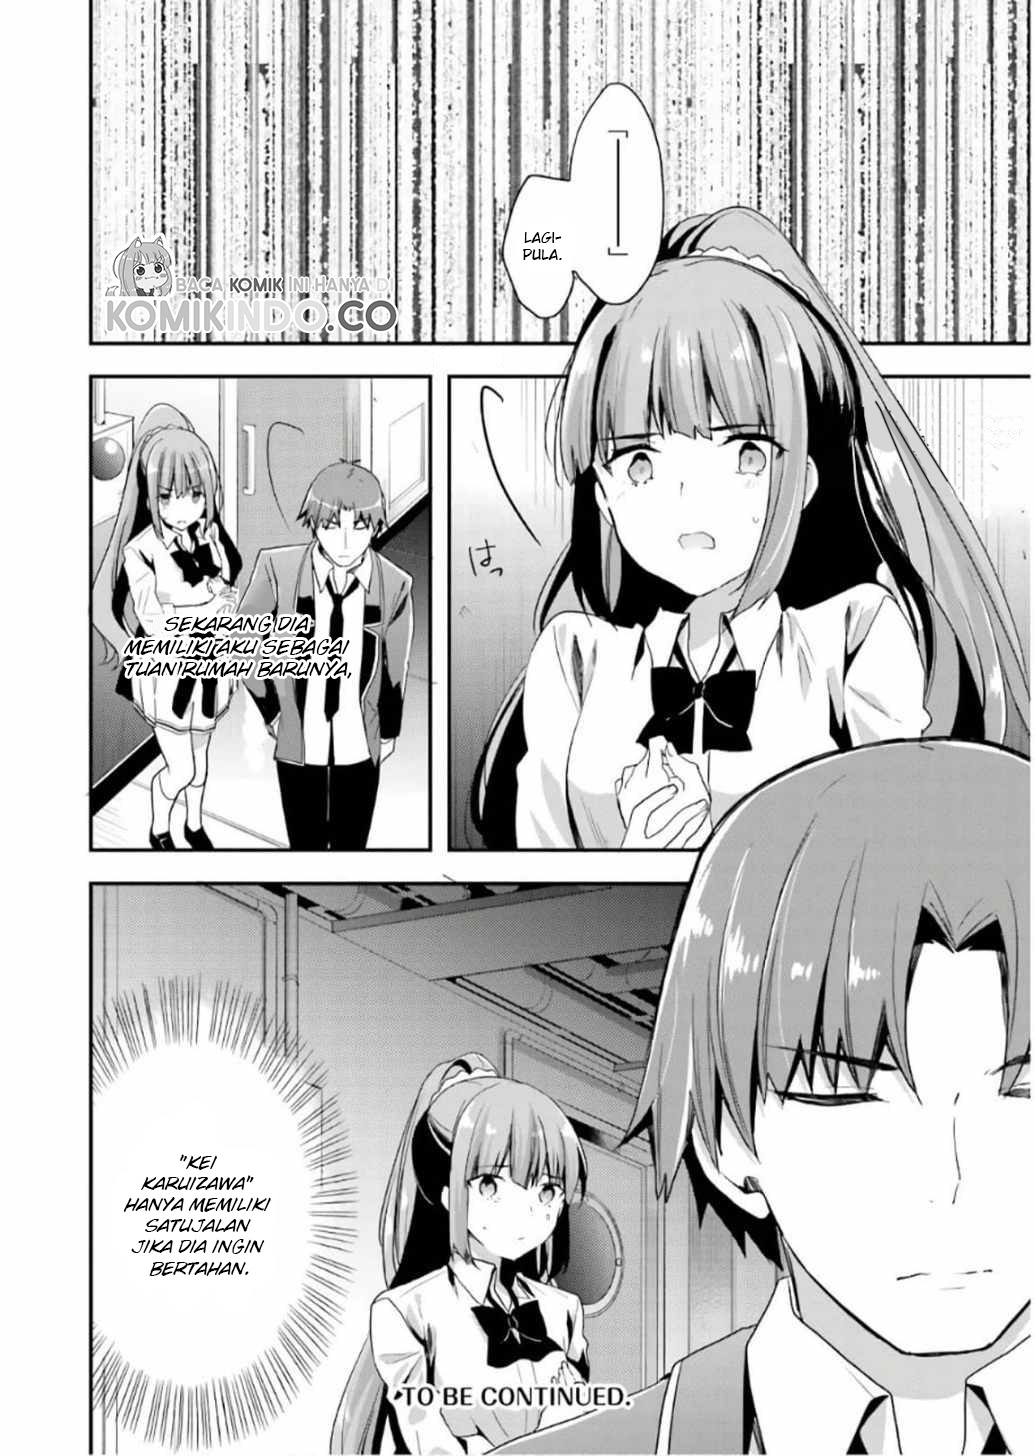 LAGI-
PULA.
BACA KOMIK INI HANYA DI
KOMIKINDO.CO
はっ
SEKARANG DIA
MEMILIKI AKU SEBAGAI
TUAN RUMAH BARUNYA,
"KEI
KARUIZAWA"
HANYA MEMILIKI
SATU JALAN
JIKA DIA INGIN
BERTAHAN.
TO BE CONTINUED.